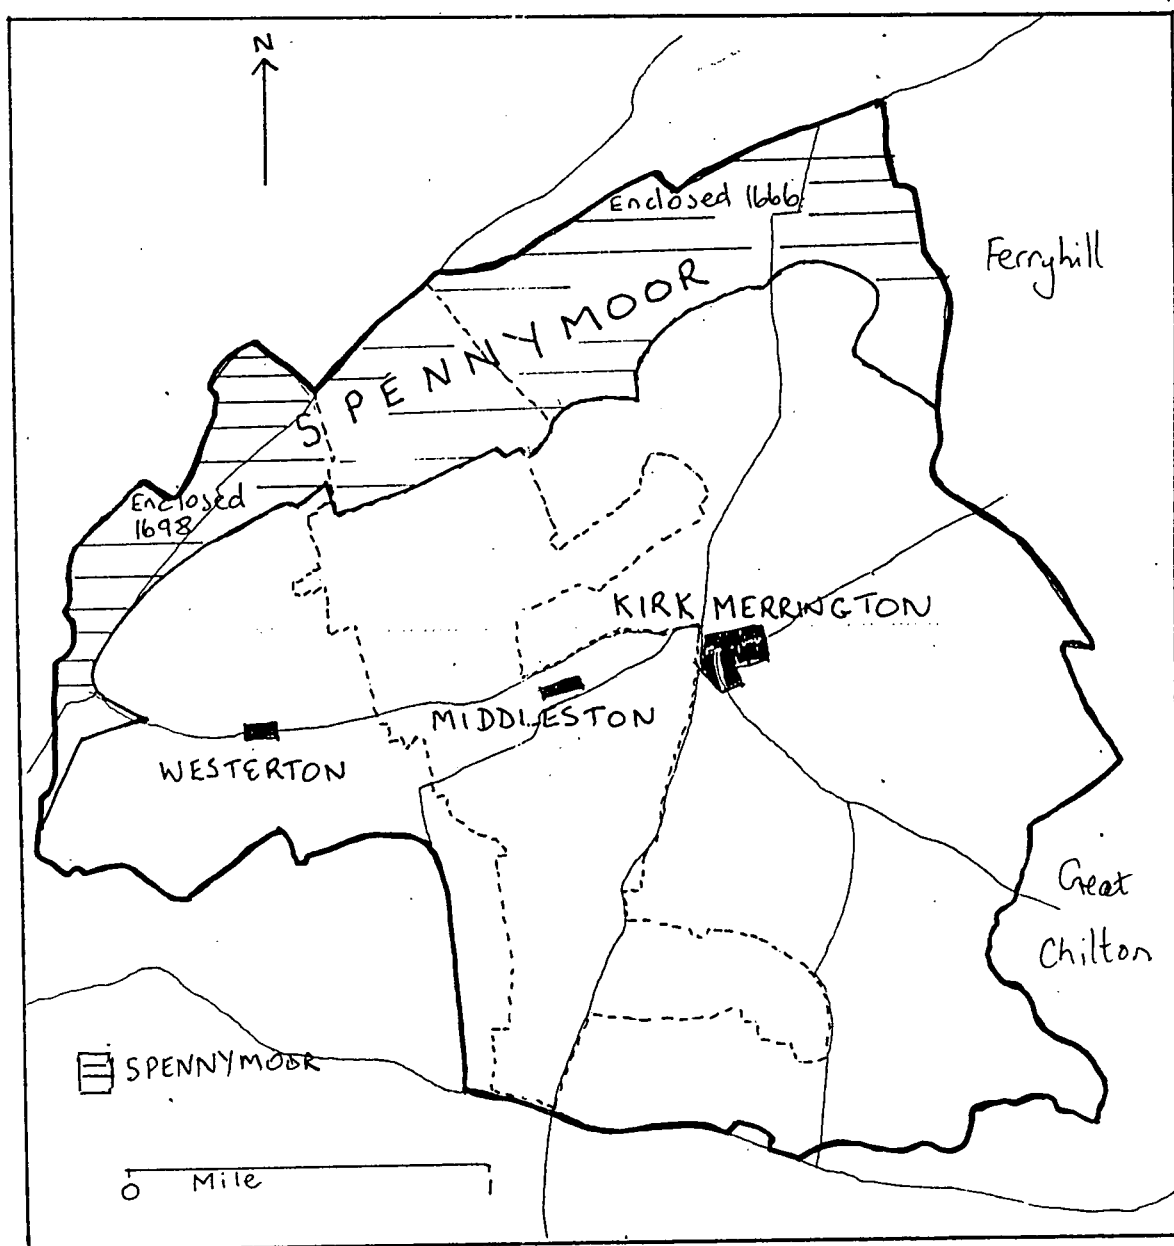 N
Enclosed 1666
Ferryhill
SPENNYMOOR
Enclosed
1698
KIRK MERRINGTON
MIDDLESTON
WESTERTON
Great
Chilton
SPENNYMOOR
0 Mile 1